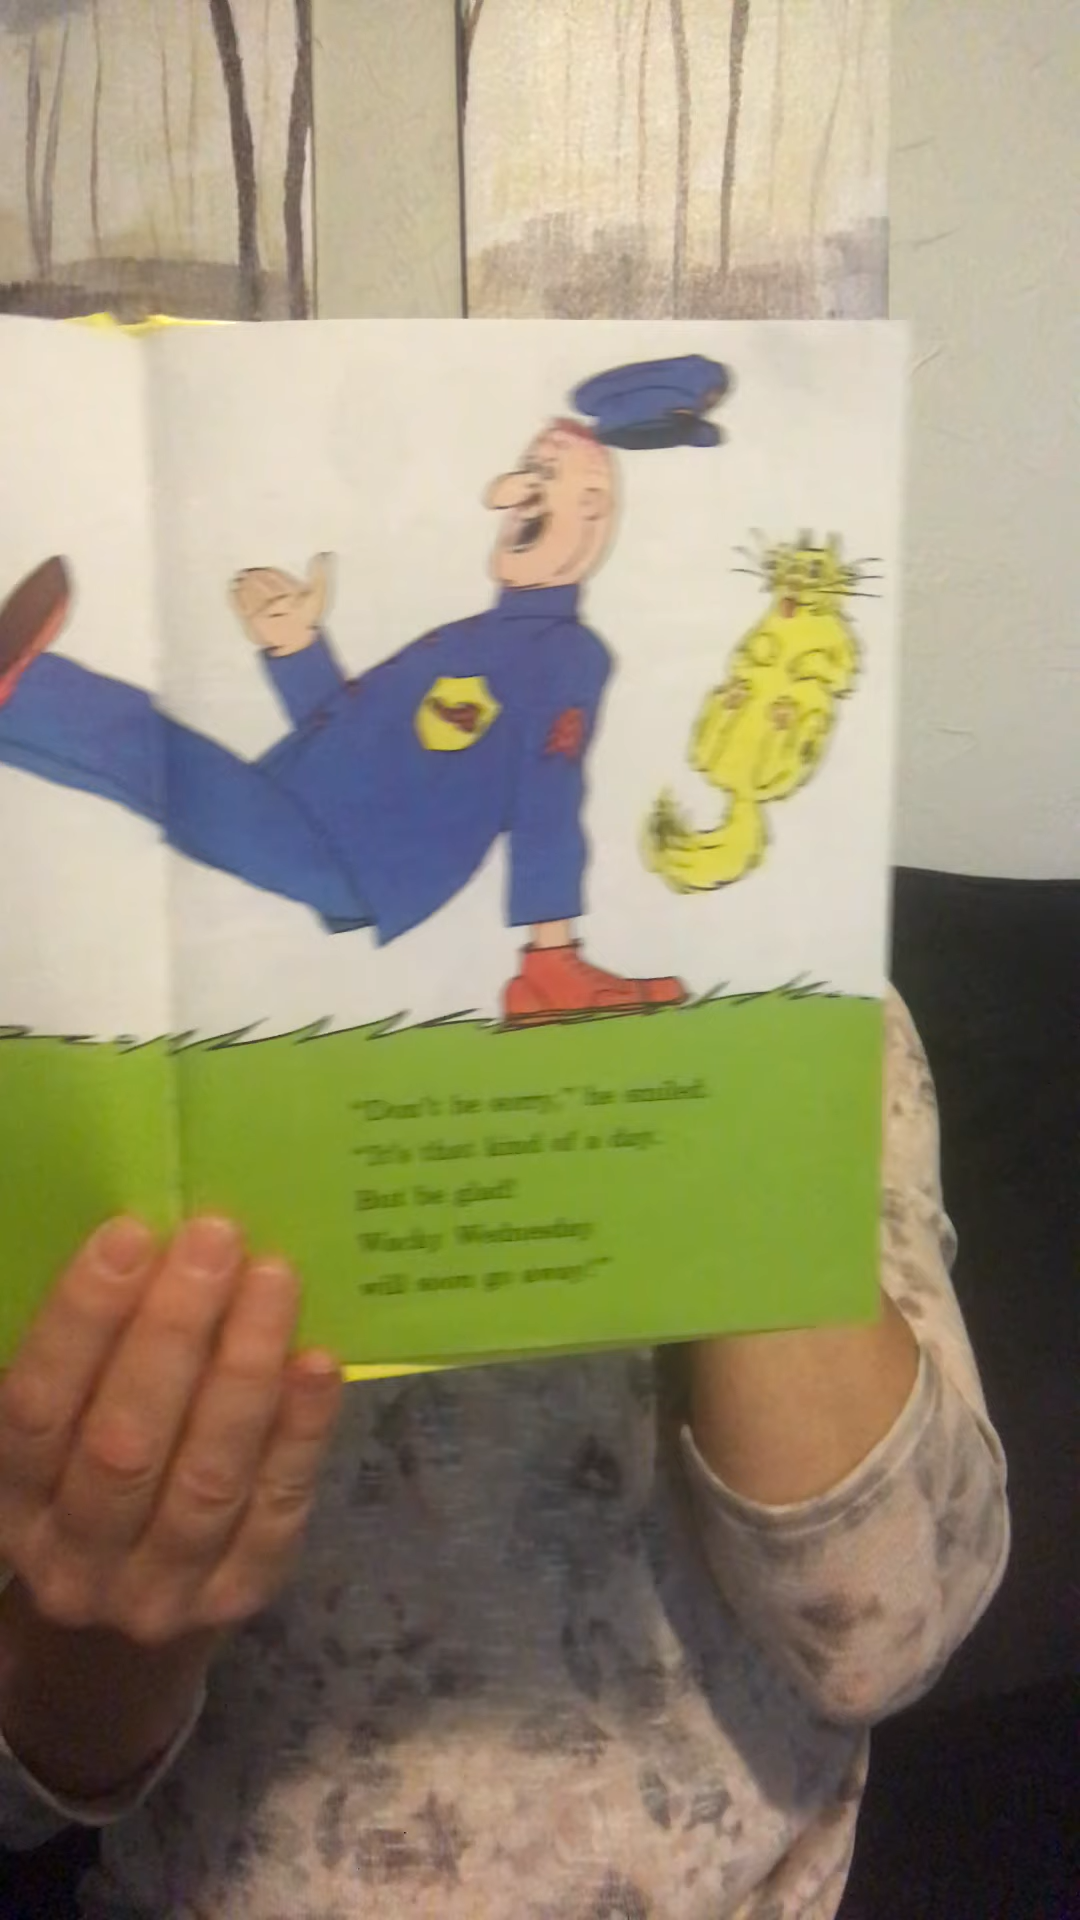 "Don't be sorry," he smiled.
"It's that kind of a day.
But be glad!
Wacky Wednesday
will soon go away!"